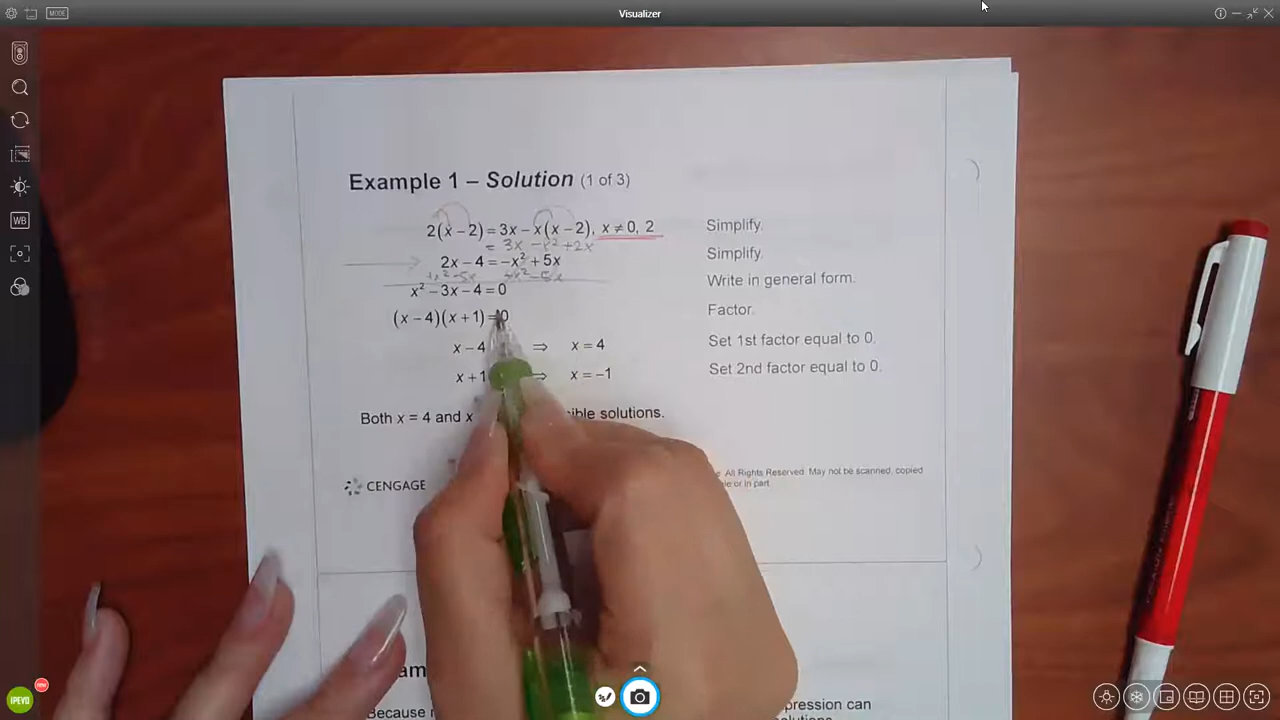 MODE
Visualizer
WB
Example 1 – Solution (1 of 3)
2(x – 2) = 3x – x(x – 2), x ≠ 0, 2 Simplify.
= 3x – x² + 2x
2x – 4 = –x² + 5x Simplify.
+x² – 5x +x² – 5x
x² – 3x – 4 = 0 Write in general form.
(x – 4)(x + 1) = 0 Factor.
x – 4 ⇒ x = 4 Set 1st factor equal to 0.
x + 1 ⇒ x = –1 Set 2nd factor equal to 0.
Both x = 4 and x ible solutions.
CENGAGE
All Rights Reserved. May not be scanned, copied
le or in part
am
Because
pression can
IPEVO
new